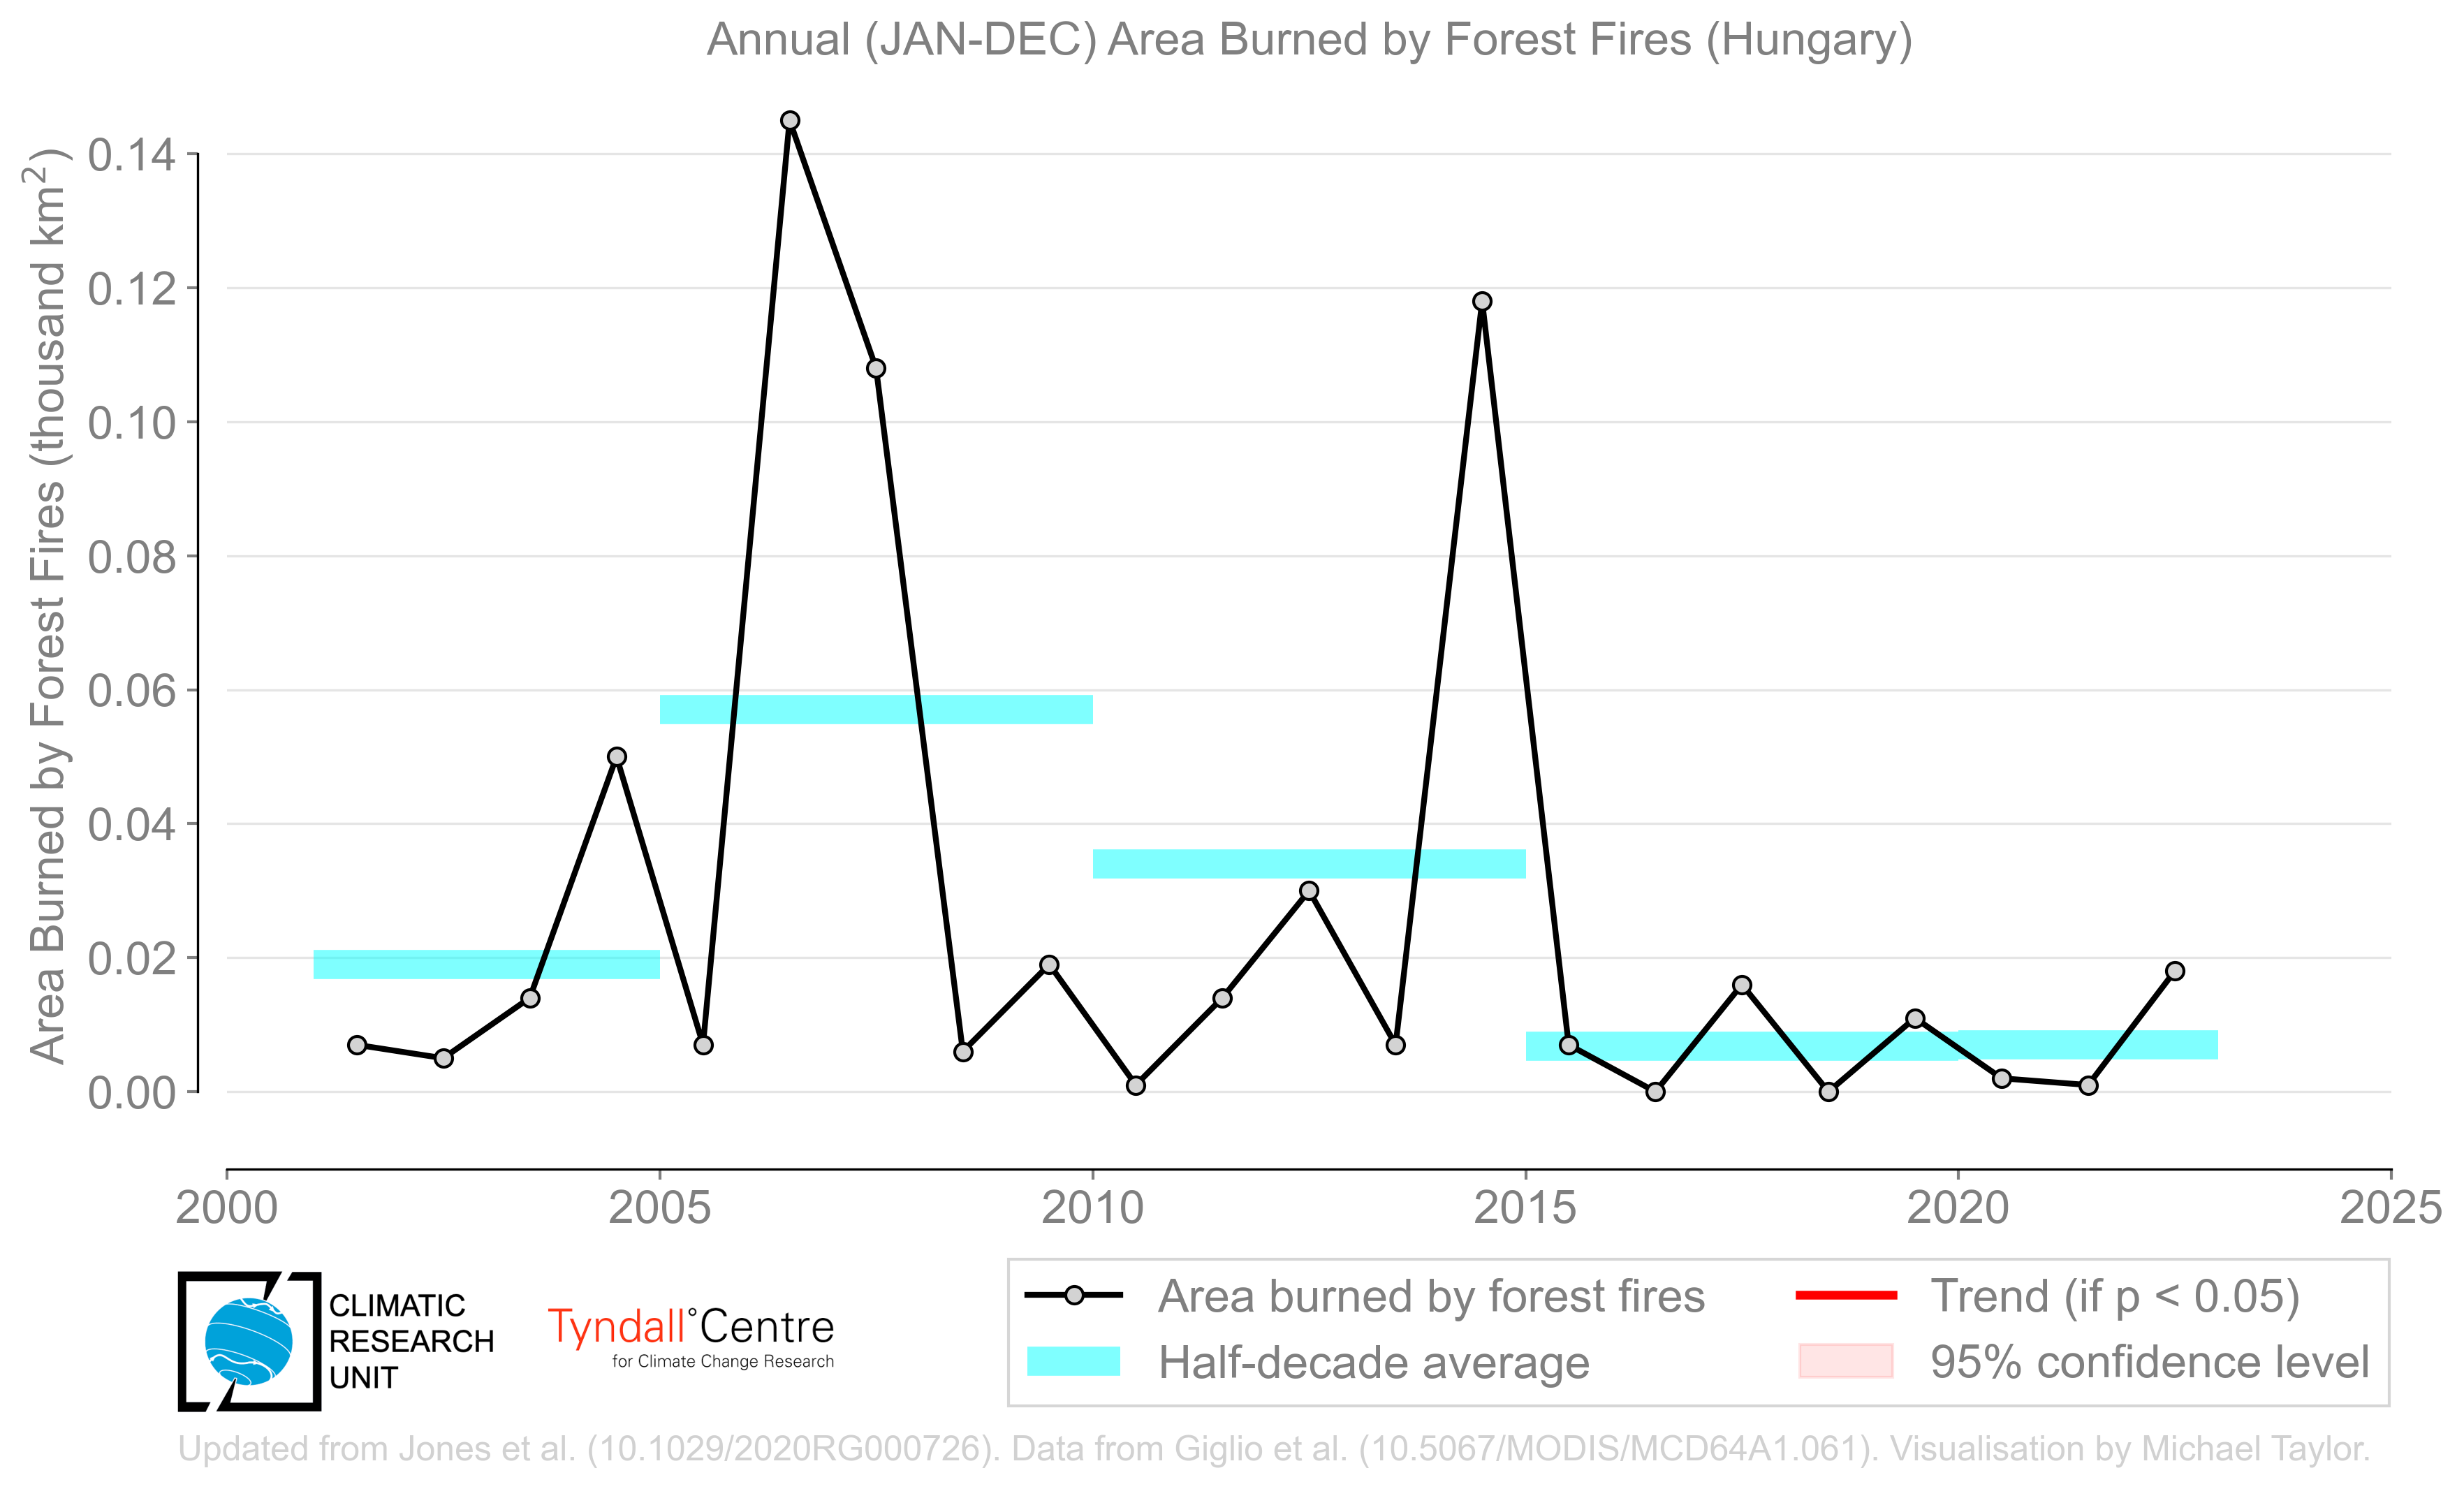 Annual (JAN-DEC) Area Burned by Forest Fires (Hungary)
Area Burned by Forest Fires (thousand km²)
0.14
0.12
0.10
0.08
0.06
0.04
0.02
0.00
2000 2005 2010 2015 2020 2025
CLIMATIC
RESEARCH
UNIT
Tyndall°Centre
for Climate Change Research
Area burned by forest fires
Half-decade average
Trend (if p < 0.05)
95% confidence level
Updated from Jones et al. (10.1029/2020RG000726). Data from Giglio et al. (10.5067/MODIS/MCD64A1.061). Visualisation by Michael Taylor.